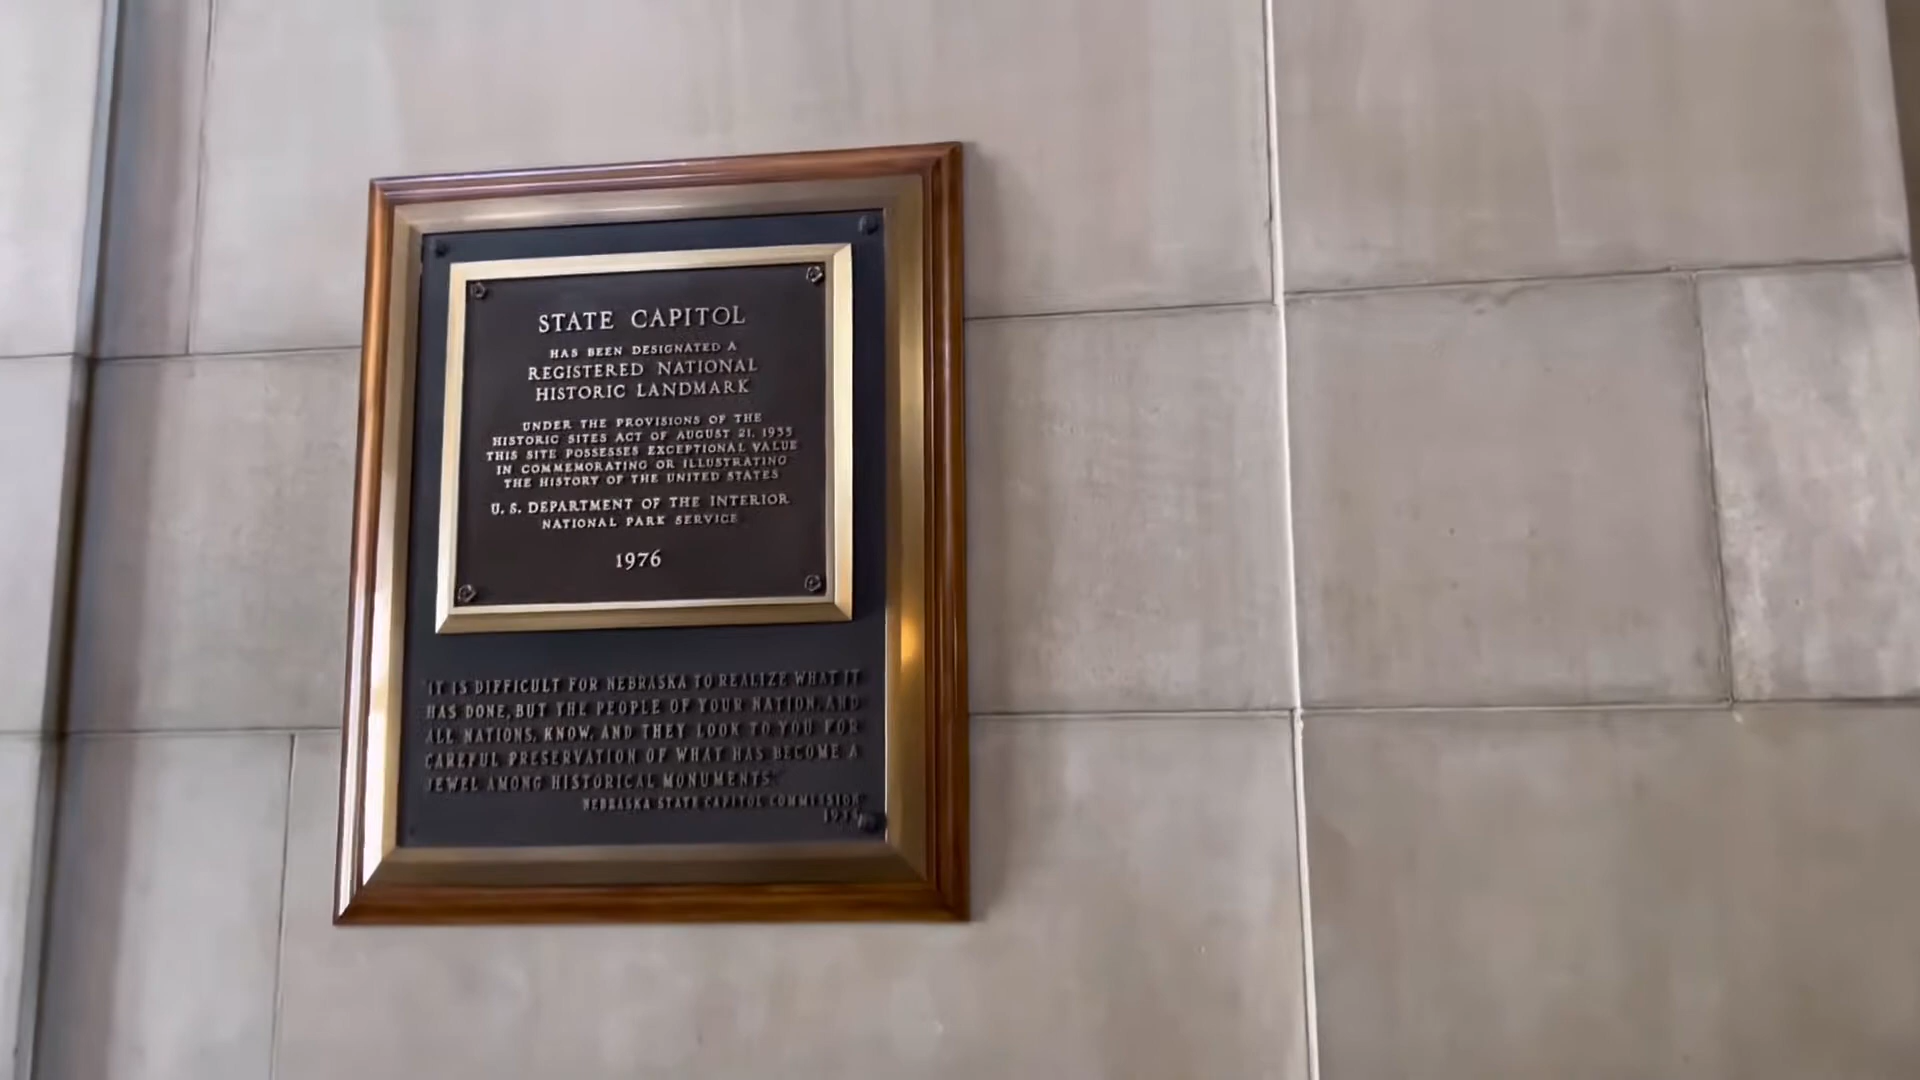 STATE CAPITOL
HAS BEEN DESIGNATED A
REGISTERED NATIONAL
HISTORIC LANDMARK
UNDER THE PROVISIONS OF THE
HISTORIC SITES ACT OF AUGUST 21, 1935
THIS SITE POSSESSES EXCEPTIONAL VALUE
IN COMMEMORATING OR ILLUSTRATING
THE HISTORY OF THE UNITED STATES
U. S. DEPARTMENT OF THE INTERIOR
NATIONAL PARK SERVICE
1976
"IT IS DIFFICULT FOR NEBRASKA TO REALIZE WHAT IT
HAS DONE, BUT THE PEOPLE OF YOUR NATION, AND
ALL NATIONS, KNOW, AND THEY LOOK TO YOU FOR
CAREFUL PRESERVATION OF WHAT HAS BECOME A
JEWEL AMONG HISTORICAL MONUMENTS."
NEBRASKA STATE CAPITOL COMMISSION